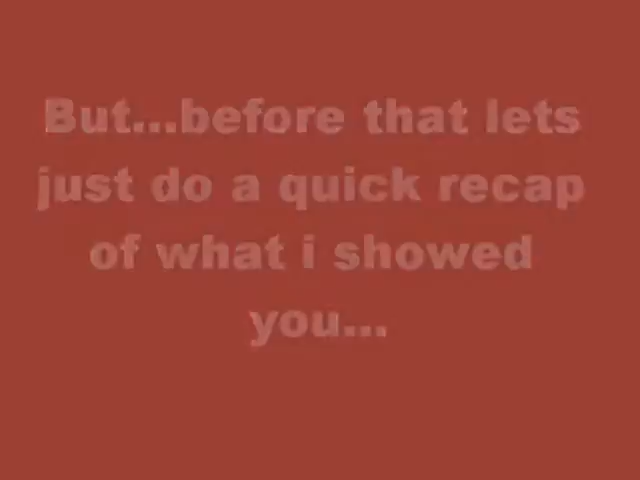 But...before that lets
just do a quick recap
of what i showed
you...